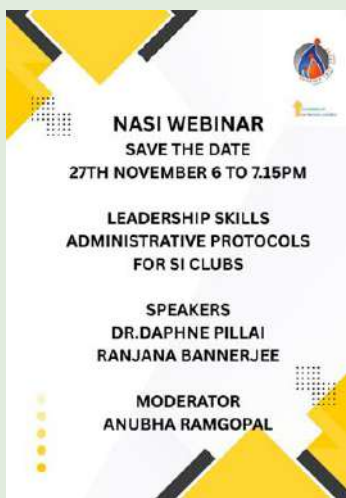 NASI WEBINAR
SAVE THE DATE
27TH NOVEMBER 6 TO 7.15PM
LEADERSHIP SKILLS
ADMINISTRATIVE PROTOCOLS
FOR SI CLUBS
SPEAKERS
DR.DAPHNE PILLAI
RANJANA BANNERJEE
MODERATOR
ANUBHA RAMGOPAL